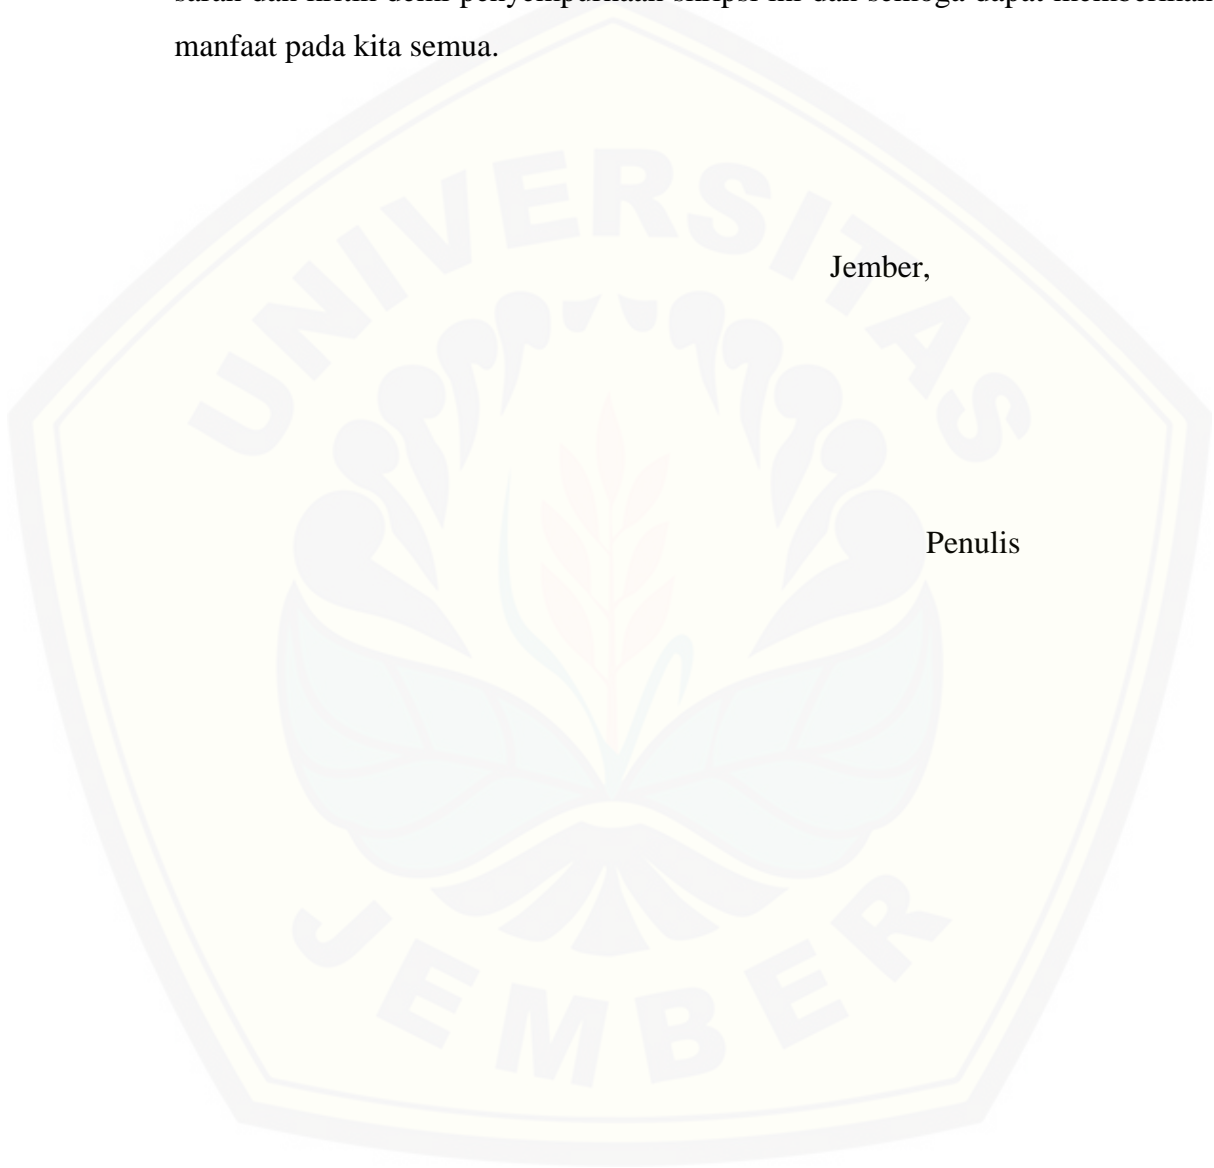 saran dan kritik demi penyempurnaan skripsi ini dan semoga dapat memberikan
manfaat pada kita semua.
UNIVERSITAS
Jember,
Penulis
JEMBER